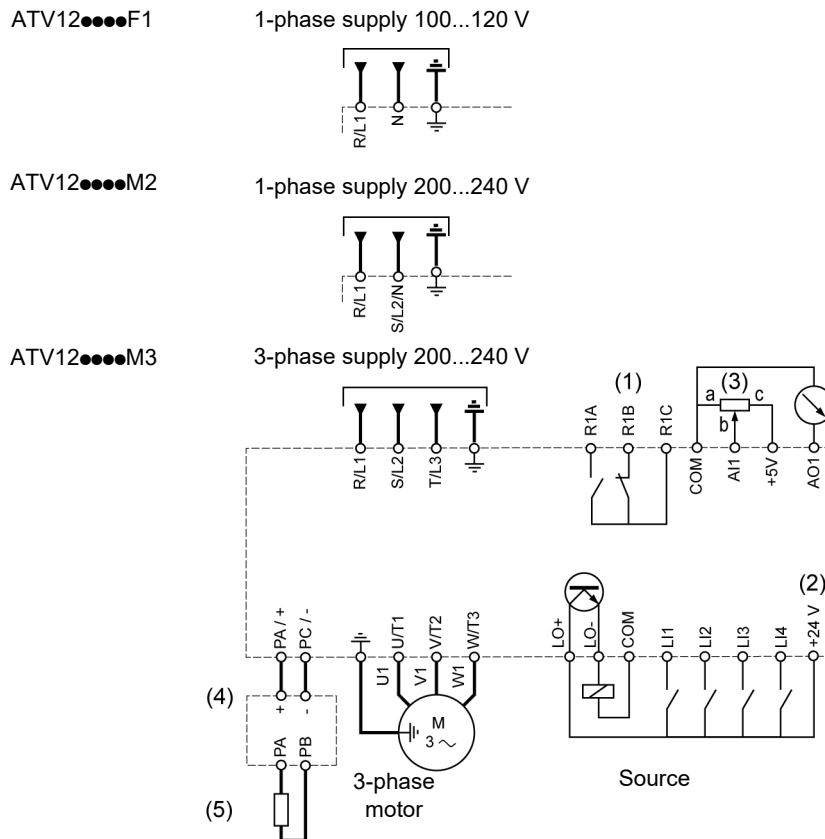 ATV12●●●●F1
1-phase supply 100...120 V
R/L1
N
ATV12●●●●M2
1-phase supply 200...240 V
R/L1
S/L2/N
ATV12●●●●M3
3-phase supply 200...240 V
(1)
(3)
a
c
b
R/L1
S/L2
T/L3
R1A
R1B
R1C
COM
AI1
+5V
AO1
(2)
PA / +
PC / -
U/T1
V/T2
W/T3
LO+
LO-
COM
LI1
LI2
LI3
LI4
+24 V
U1
V1
W1
(4)
+
-
M
3 ~
PA
PB
3-phase
motor
Source
(5)